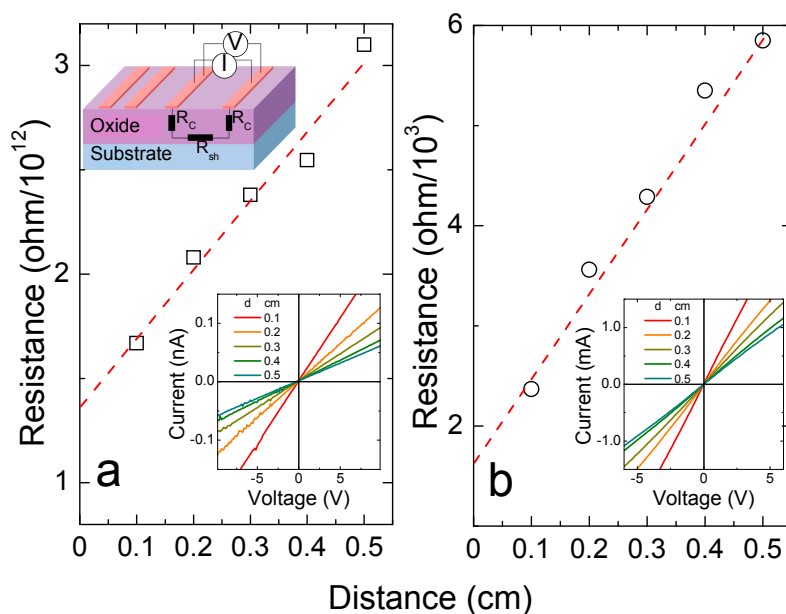 Resistance (ohm/10^12)
3
2
1
0
0.1
0.2
0.3
0.4
0.5
a
V
I
Oxide
Substrate
R_C
R_C
R_sh
Current (nA)
0.1
0.0
-0.1
d cm
0.1
0.2
0.3
0.4
0.5
-5
0
5
Voltage (V)
Resistance (ohm/10^3)
6
4
2
0
0.1
0.2
0.3
0.4
0.5
b
Current (mA)
1.0
0.0
-1.0
d cm
0.1
0.2
0.3
0.4
0.5
-5
0
5
Voltage (V)
Distance (cm)